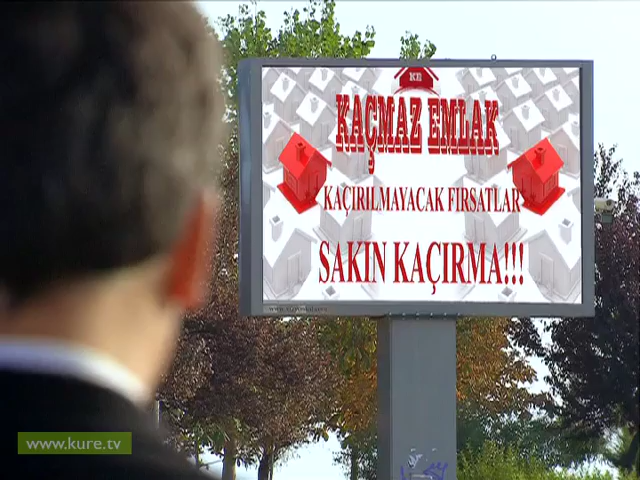 KE
KAÇMAZ EMLAK
KAÇIRILMAYACAK FIRSATLAR
SAKIN KAÇIRMA!!!
www.kure.tv